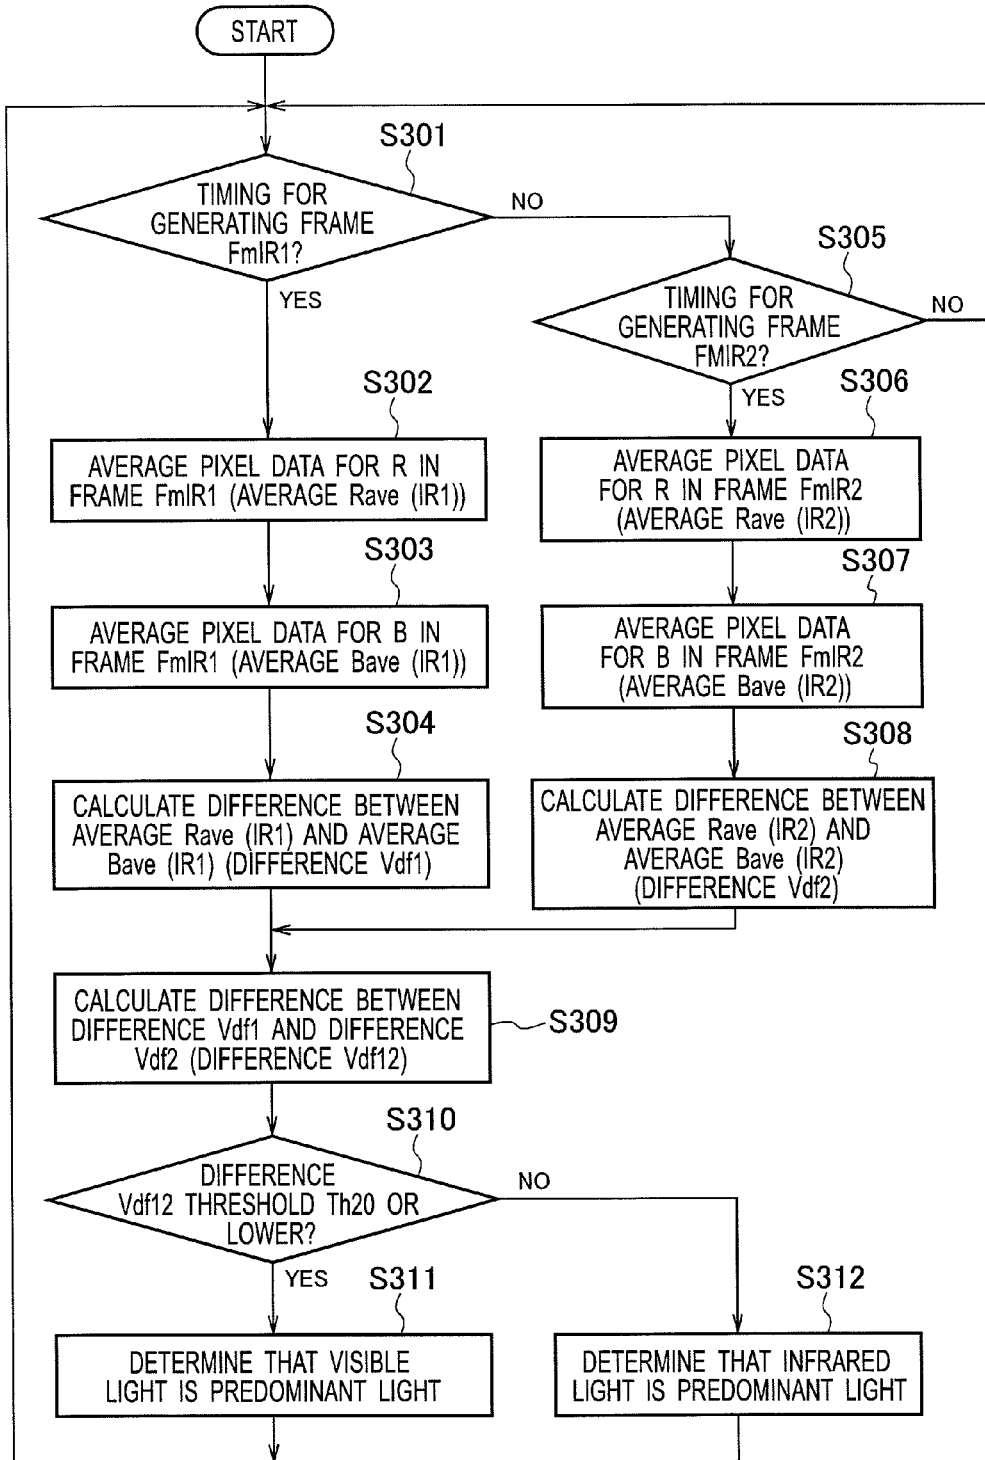 START
S301
TIMING FOR
GENERATING FRAME
FmIR1?
NO
YES
S305
TIMING FOR
GENERATING FRAME
FMIR2?
NO
YES
S302
AVERAGE PIXEL DATA FOR R IN
FRAME FmIR1 (AVERAGE Rave (IR1))
S306
AVERAGE PIXEL DATA
FOR R IN FRAME FmIR2
(AVERAGE Rave (IR2))
S303
AVERAGE PIXEL DATA FOR B IN
FRAME FmIR1 (AVERAGE Bave (IR1))
S307
AVERAGE PIXEL DATA
FOR B IN FRAME FmIR2
(AVERAGE Bave (IR2))
S304
CALCULATE DIFFERENCE BETWEEN
AVERAGE Rave (IR1) AND AVERAGE
Bave (IR1) (DIFFERENCE Vdf1)
S308
CALCULATE DIFFERENCE BETWEEN
AVERAGE Rave (IR2) AND
AVERAGE Bave (IR2)
(DIFFERENCE Vdf2)
CALCULATE DIFFERENCE BETWEEN
DIFFERENCE Vdf1 AND DIFFERENCE
Vdf2 (DIFFERENCE Vdf12)
S309
S310
DIFFERENCE
Vdf12 THRESHOLD Th20 OR
LOWER?
NO
YES
S311
DETERMINE THAT VISIBLE
LIGHT IS PREDOMINANT LIGHT
S312
DETERMINE THAT INFRARED
LIGHT IS PREDOMINANT LIGHT